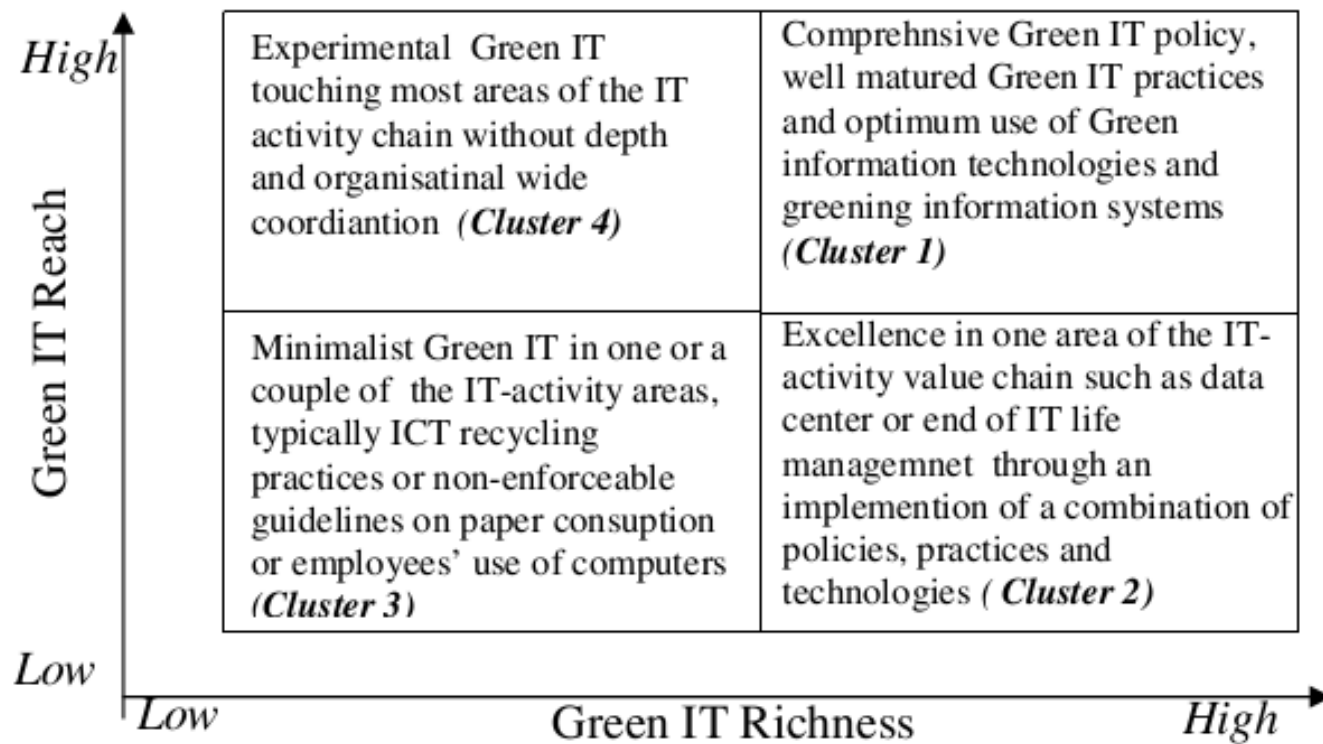 High
Green IT Reach
Low
Experimental Green IT
touching most areas of the IT
activity chain without depth
and organisatinal wide
coordiantion (Cluster 4)
Comprehnsive Green IT policy,
well matured Green IT practices
and optimum use of Green
information technologies and
greening information systems
(Cluster 1)
Minimalist Green IT in one or a
couple of the IT-activity areas,
typically ICT recycling
practices or non-enforceable
guidelines on paper consuption
or employees’ use of computers
(Cluster 3)
Excellence in one area of the IT-
activity value chain such as data
center or end of IT life
managemnet through an
implemention of a combination of
policies, practices and
technologies ( Cluster 2)
Low
Green IT Richness
High